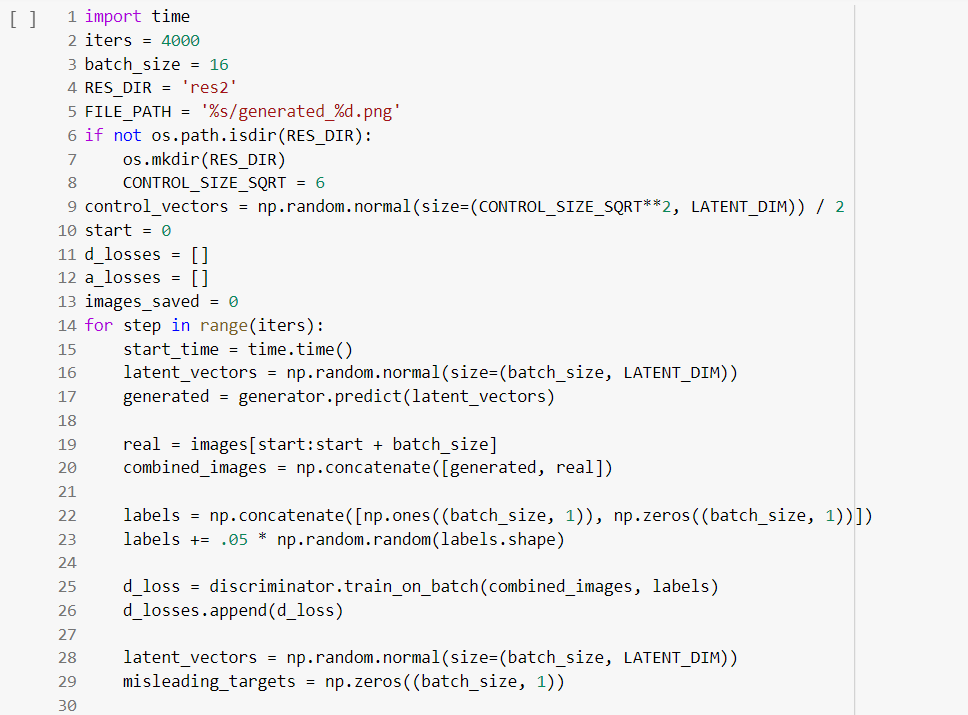 [ ] 1 import time
2 iters = 4000
3 batch_size = 16
4 RES_DIR = 'res2'
5 FILE_PATH = '%s/generated_%d.png'
6 if not os.path.isdir(RES_DIR):
7     os.mkdir(RES_DIR)
8     CONTROL_SIZE_SQRT = 6
9 control_vectors = np.random.normal(size=(CONTROL_SIZE_SQRT**2, LATENT_DIM)) / 2
10 start = 0
11 d_losses = []
12 a_losses = []
13 images_saved = 0
14 for step in range(iters):
15     start_time = time.time()
16     latent_vectors = np.random.normal(size=(batch_size, LATENT_DIM))
17     generated = generator.predict(latent_vectors)
18
19     real = images[start:start + batch_size]
20     combined_images = np.concatenate([generated, real])
21
22     labels = np.concatenate([np.ones((batch_size, 1)), np.zeros((batch_size, 1))])
23     labels += .05 * np.random.random(labels.shape)
24
25     d_loss = discriminator.train_on_batch(combined_images, labels)
26     d_losses.append(d_loss)
27
28     latent_vectors = np.random.normal(size=(batch_size, LATENT_DIM))
29     misleading_targets = np.zeros((batch_size, 1))
30